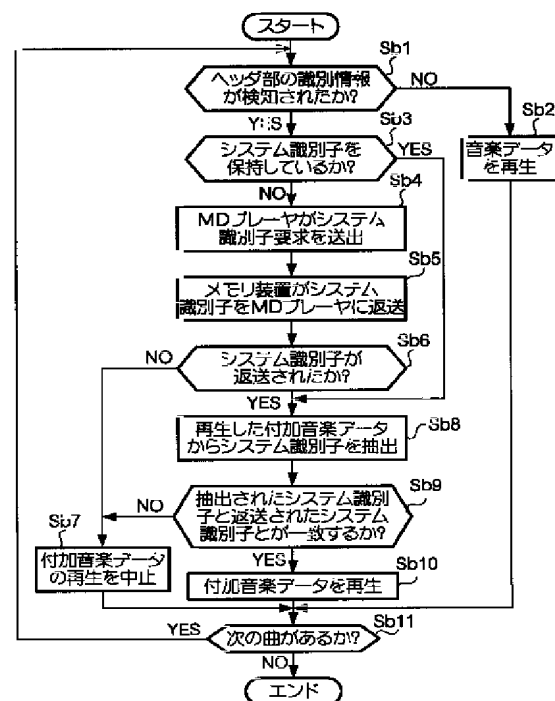 スタート
Sb1
ヘッダ部の識別情報
が検知されたか?
NO
YES
Sb2
音楽データ
を再生
Sb3
システム識別子を
保持しているか?
YES
NO
Sb4
MDプレーヤがシステム
識別子要求を送出
Sb5
メモリ装置がシステム
識別子をMDプレーヤに返送
Sb6
NO
システム識別子が
返送されたか?
YES
Sb8
再生した付加音楽データ
からシステム識別子を抽出
Sb9
NO
抽出されたシステム識別
子と返送されたシステム
識別子とが一致するか?
YES
Sb7
付加音楽データ
の再生を中止
Sb10
付加音楽データを再生
Sb11
YES
次の曲があるか?
NO
エンド